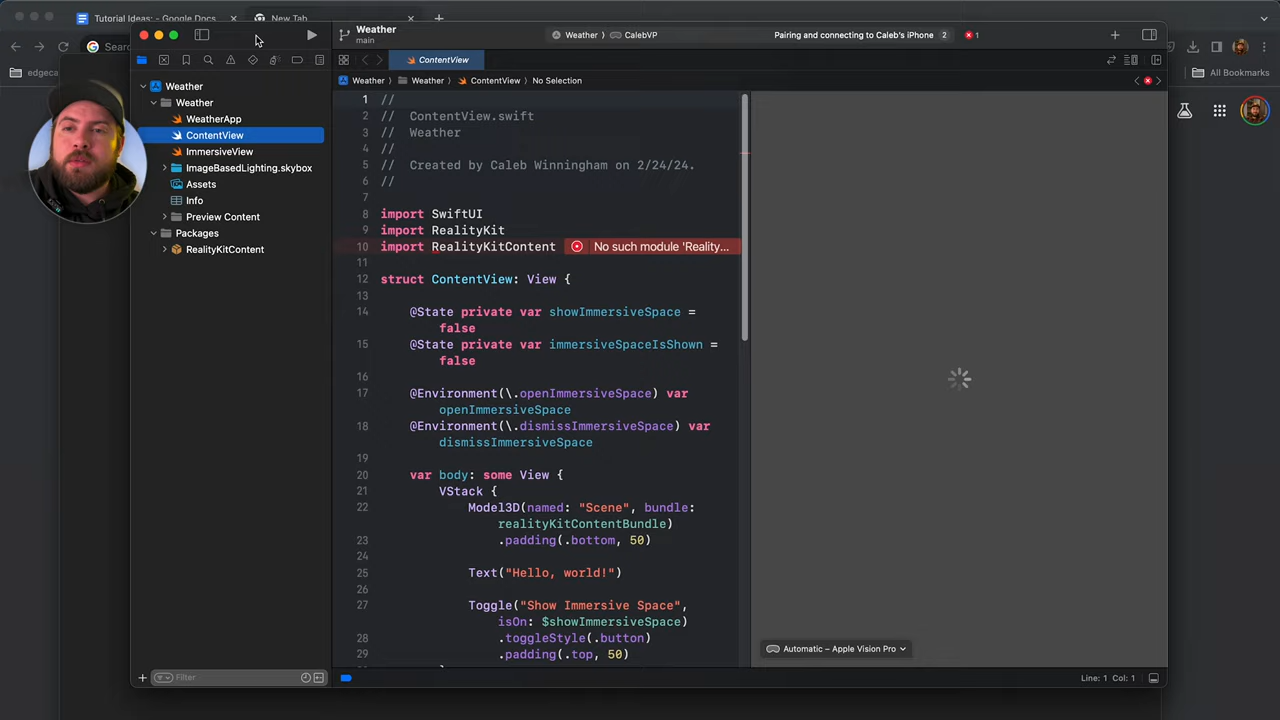 Tutorial Ideas: - Google Docs
New Tab
Sear
edgeca
All Bookmarks
Weather
main
Weather
CalebVP
Pairing and connecting to Caleb's iPhone
2
1
ContentView
Weather
Weather
ContentView
No Selection
Weather
Weather
WeatherApp
ContentView
ImmersiveView
ImageBasedLighting.skybox
Assets
Info
Preview Content
Packages
RealityKitContent
1 //
2 // ContentView.swift
3 // Weather
4 //
5 // Created by Caleb Winningham on 2/24/24.
6 //
7
8 import SwiftUI
9 import RealityKit
10 import RealityKitContent
No such module 'Reality...
11
12 struct ContentView: View {
13
14 @State private var showImmersiveSpace =
false
15 @State private var immersiveSpaceIsShown =
false
16
17 @Environment(\.openImmersiveSpace) var
openImmersiveSpace
18 @Environment(\.dismissImmersiveSpace) var
dismissImmersiveSpace
19
20 var body: some View {
21 VStack {
22 Model3D(named: "Scene", bundle:
realityKitContentBundle)
23 .padding(.bottom, 50)
24
25 Text("Hello, world!")
26
27 Toggle("Show Immersive Space",
isOn: $showImmersiveSpace)
28 .toggleStyle(.button)
29 .padding(.top, 50)
Automatic – Apple Vision Pro
Filter
Line: 1 Col: 1